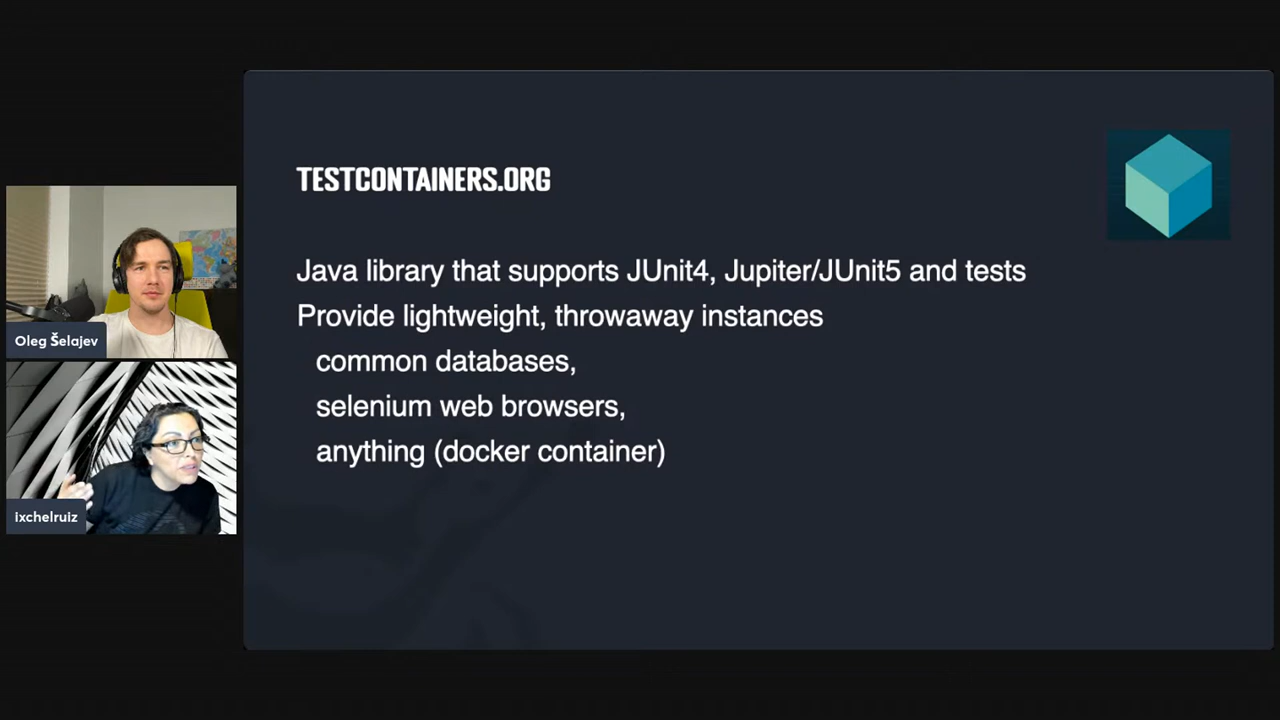 TESTCONTAINERS.ORG
Java library that supports JUnit4, Jupiter/JUnit5 and tests
Provide lightweight, throwaway instances
common databases,
selenium web browsers,
anything (docker container)
Oleg Šelajev
ixchelruiz